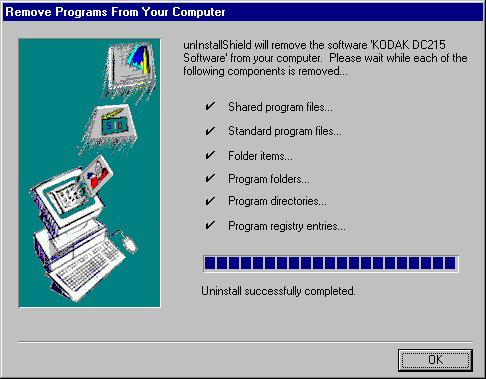 Remove Programs From Your Computer
unInstallShield will remove the software 'KODAK DC215
Software' from your computer.  Please wait while each of the
following components is removed...
✓ Shared program files...
✓ Standard program files...
✓ Folder items...
✓ Program folders...
✓ Program directories...
✓ Program registry entries...
Uninstall successfully completed.
OK